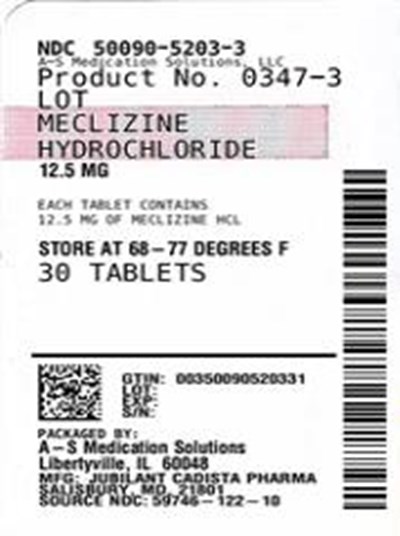 NDC 50090-5203-3
A-S Medication Solutions, LLC
Product No. 0347-3
LOT
MECLIZINE
HYDROCHLORIDE
12.5 MG
EACH TABLET CONTAINS
12.5 MG OF MECLIZINE HCL
STORE AT 68-77 DEGREES F
30 TABLETS
GTIN: 00350090520331
LOT:
EXP:
S/N:
PACKAGED BY:
A-S Medication Solutions
Libertyville, IL 60048
MFG: JUBILANT CADISTA PHARMA
SALISBURY, MD, 21801
SOURCE NDC: 59746-122-10